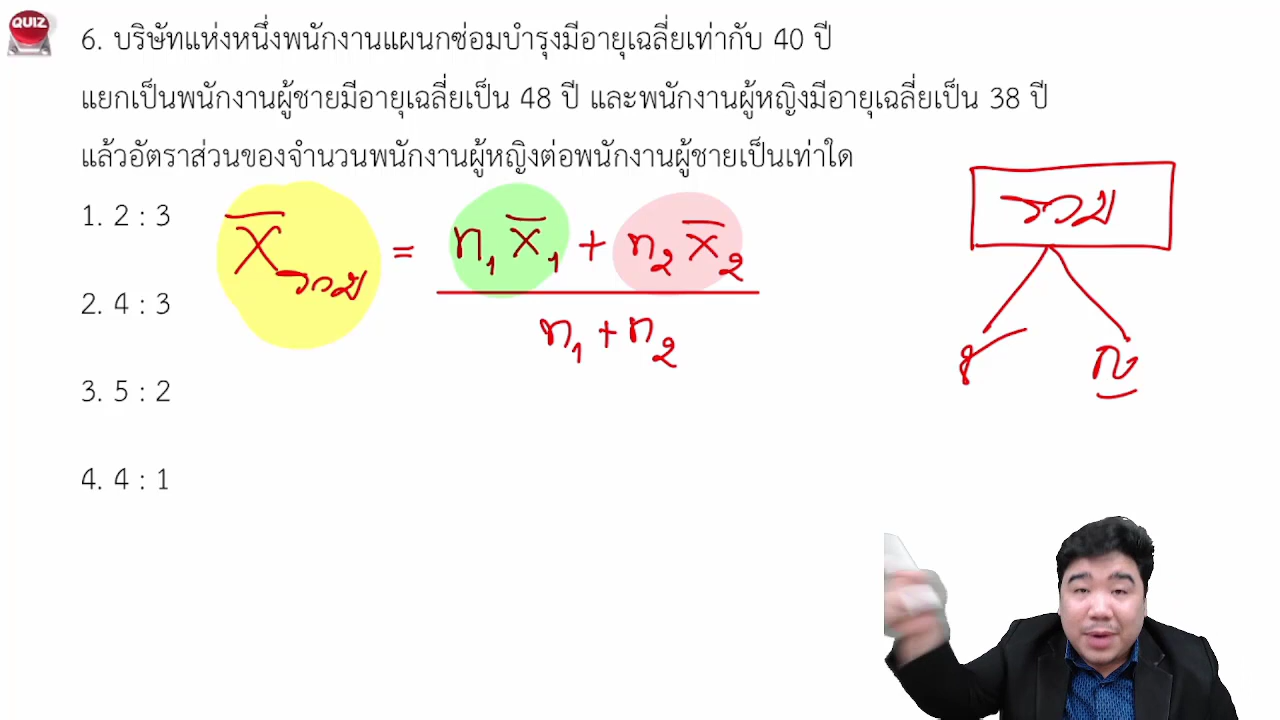 QUIZ
6. บริษัทแห่งหนึ่งพนักงานแผนกซ่อมบำรุงมีอายุเฉลี่ยเท่ากับ 40 ปี
แยกเป็นพนักงานผู้ชายมีอายุเฉลี่ยเป็น 48 ปี และพนักงานผู้หญิงมีอายุเฉลี่ยเป็น 38 ปี
แล้วอัตราส่วนของจำนวนพนักงานผู้หญิงต่อพนักงานผู้ชายเป็นเท่าใด
1. 2 : 3
2. 4 : 3
3. 5 : 2
4. 4 : 1
X̄รวม = (n₁x̄₁ + n₂x̄₂) / (n₁ + n₂)
รวม
ช
ญ